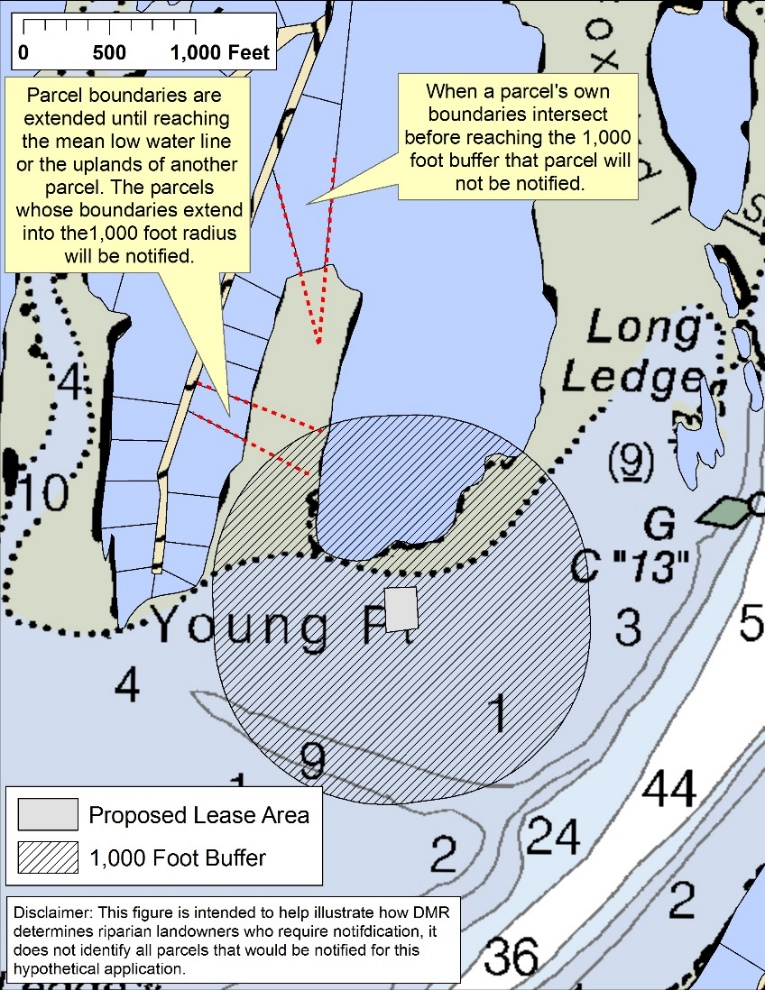 0 500 1,000 Feet
Parcel boundaries are
extended until reaching
the mean low water line
or the uplands of another
parcel. The parcels
whose boundaries extend
into the1,000 foot radius
will be notified.
When a parcel's own
boundaries intersect
before reaching the 1,000
foot buffer that parcel will
not be notified.
Long
Ledge
4
10
(9)
G
C "13"
Young Pt
3
5
4
1
9
1
44
24
2
2
36
Proposed Lease Area
1,000 Foot Buffer
Disclaimer: This figure is intended to help illustrate how DMR
determines riparian landowners who require notifdication, it
does not identify all parcels that would be notified for this
hypothetical application.